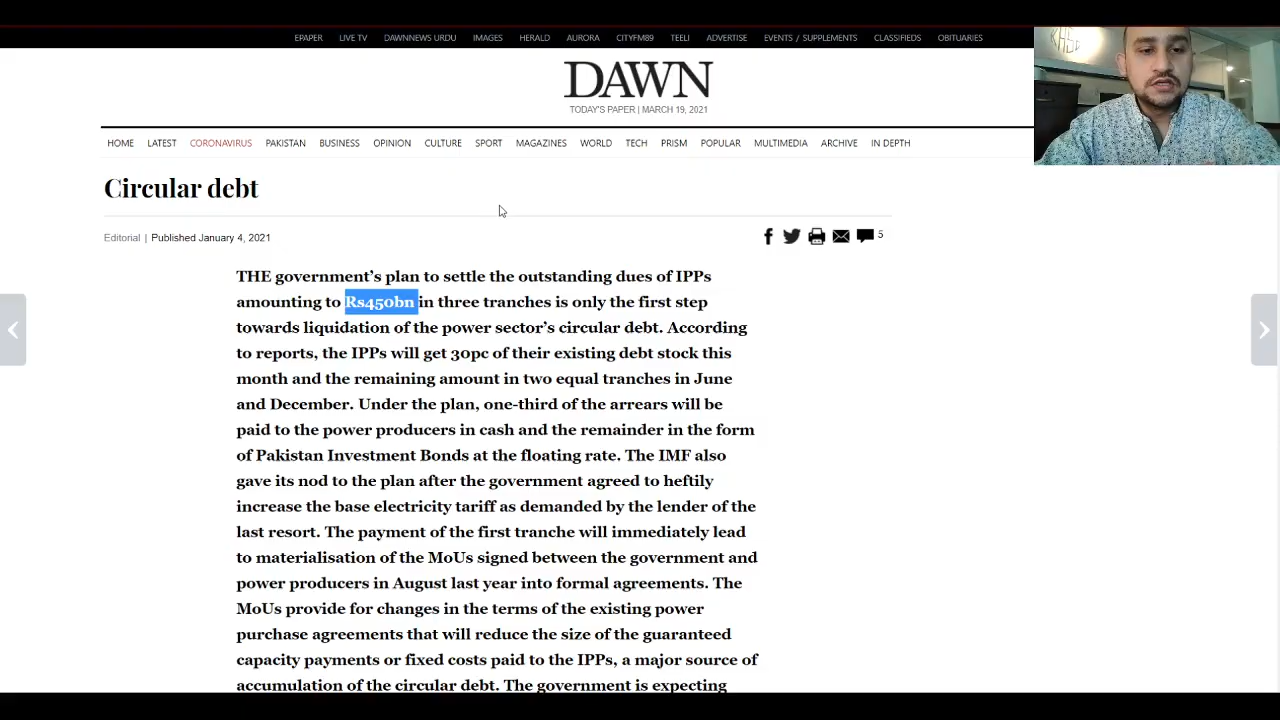 EPAPER LIVE TV DAWNNEWS URDU IMAGES HERALD AURORA CITYFM89 TEELI ADVERTISE EVENTS / SUPPLEMENTS CLASSIFIEDS OBITUARIES
DAWN
TODAY'S PAPER | MARCH 19, 2021
HOME LATEST CORONAVIRUS PAKISTAN BUSINESS OPINION CULTURE SPORT MAGAZINES WORLD TECH PRISM POPULAR MULTIMEDIA ARCHIVE IN DEPTH
Circular debt
Editorial | Published January 4, 2021
5
THE government's plan to settle the outstanding dues of IPPs
amounting to Rs450bn in three tranches is only the first step
towards liquidation of the power sector's circular debt. According
to reports, the IPPs will get 30pc of their existing debt stock this
month and the remaining amount in two equal tranches in June
and December. Under the plan, one-third of the arrears will be
paid to the power producers in cash and the remainder in the form
of Pakistan Investment Bonds at the floating rate. The IMF also
gave its nod to the plan after the government agreed to heftily
increase the base electricity tariff as demanded by the lender of the
last resort. The payment of the first tranche will immediately lead
to materialisation of the MoUs signed between the government and
power producers in August last year into formal agreements. The
MoUs provide for changes in the terms of the existing power
purchase agreements that will reduce the size of the guaranteed
capacity payments or fixed costs paid to the IPPs, a major source of
accumulation of the circular debt. The government is expecting